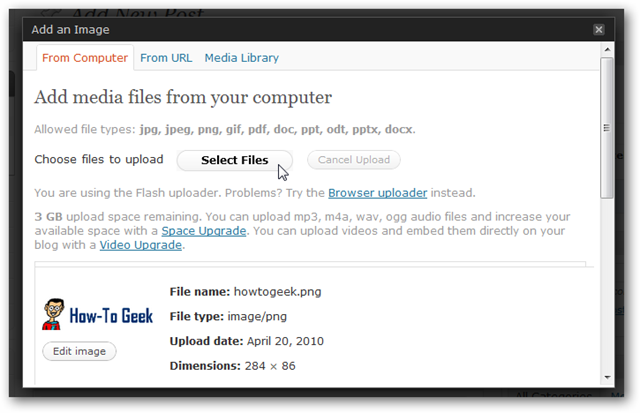 Add New Post
Add an Image
From Computer From URL Media Library
Add media files from your computer
Allowed file types: jpg, jpeg, png, gif, pdf, doc, ppt, odt, pptx, docx.
Choose files to upload Select Files Cancel Upload
You are using the Flash uploader. Problems? Try the Browser uploader instead.
3 GB upload space remaining. You can upload mp3, m4a, wav, ogg audio files and increase your
available space with a Space Upgrade. You can upload videos and embed them directly on your
blog with a Video Upgrade.
How-To Geek
File name: howtogeek.png
File type: image/png
Upload date: April 20, 2010
Dimensions: 284 × 86
Edit image
All Categories